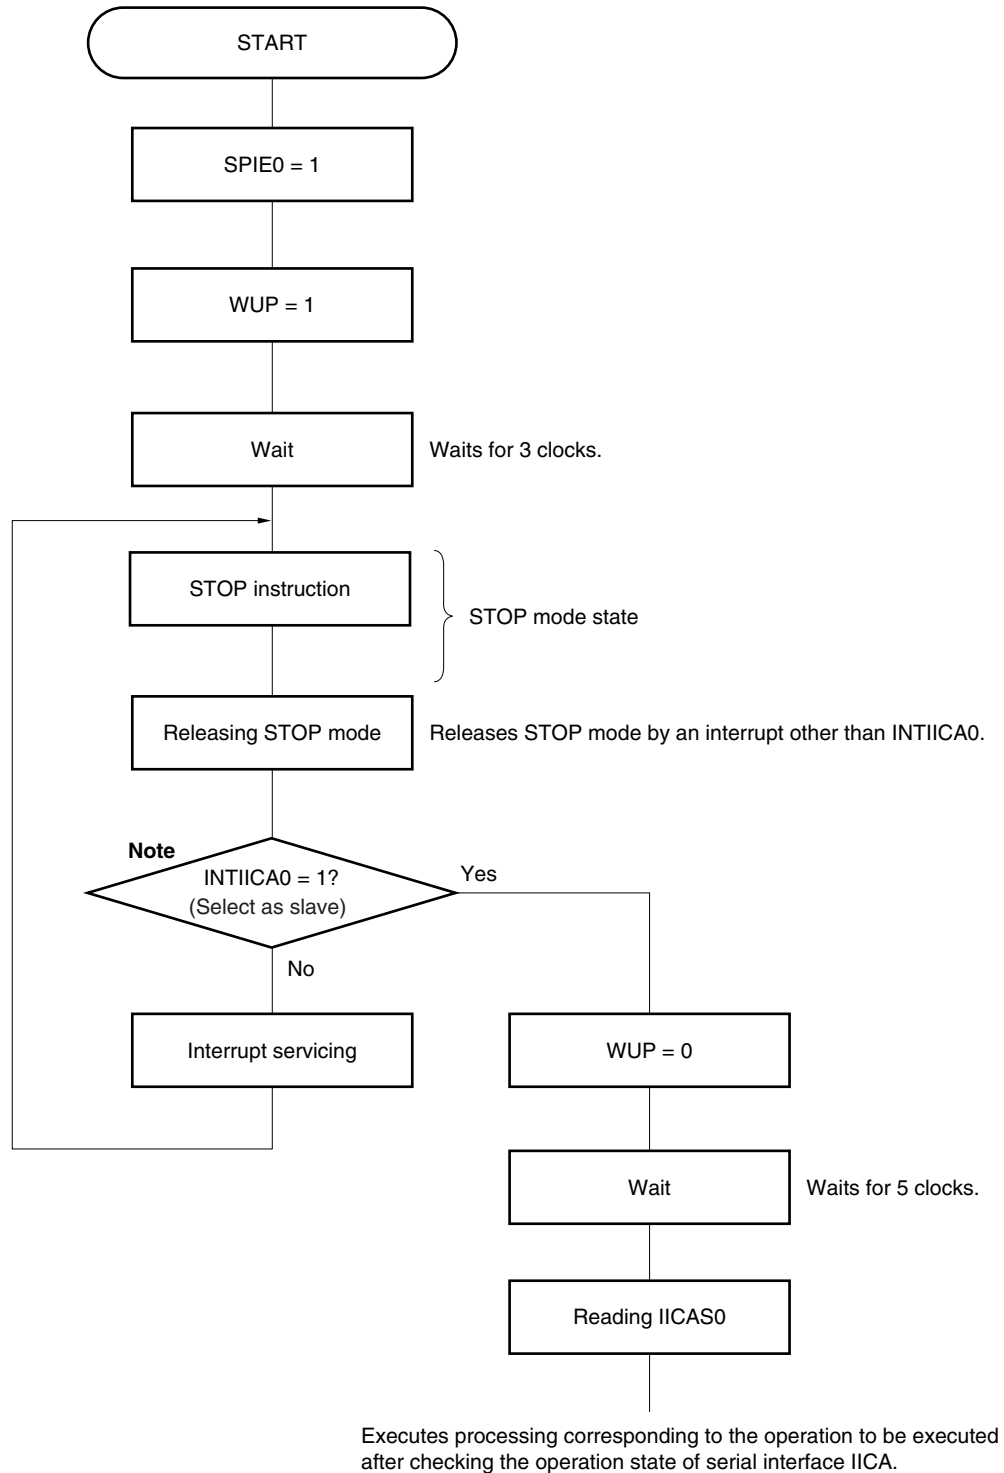 START
SPIE0 = 1
WUP = 1
Wait
Waits for 3 clocks.
STOP instruction
STOP mode state
Releasing STOP mode
Releases STOP mode by an interrupt other than INTIICA0.
Note
INTIICA0 = 1?
(Select as slave)
Yes
No
Interrupt servicing
WUP = 0
Wait
Waits for 5 clocks.
Reading IICAS0
Executes processing corresponding to the operation to be executed
after checking the operation state of serial interface IICA.